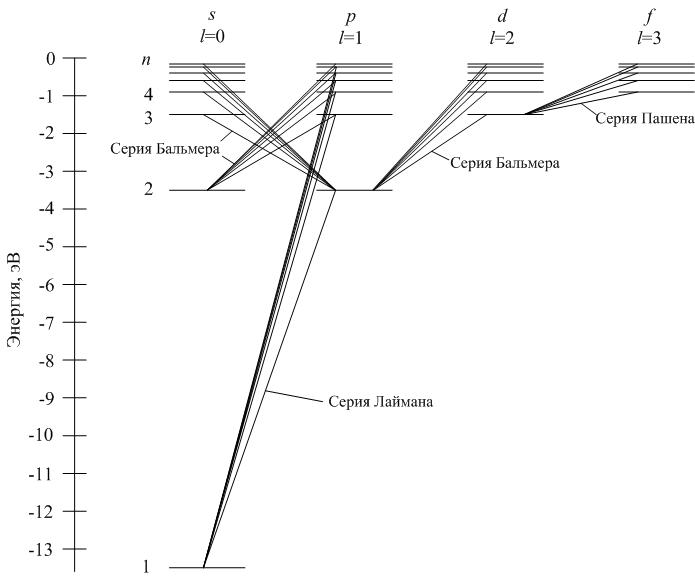 s p d f
l=0 l=1 l=2 l=3
0 n
-1 4
-2 3
Серия Пашена
Серия Бальмера
Серия Бальмера
-3 2
-4
-5
-6
-7
-8
-9
-10
-11
-12
-13 1
Энергия, эВ
Серия Лаймана